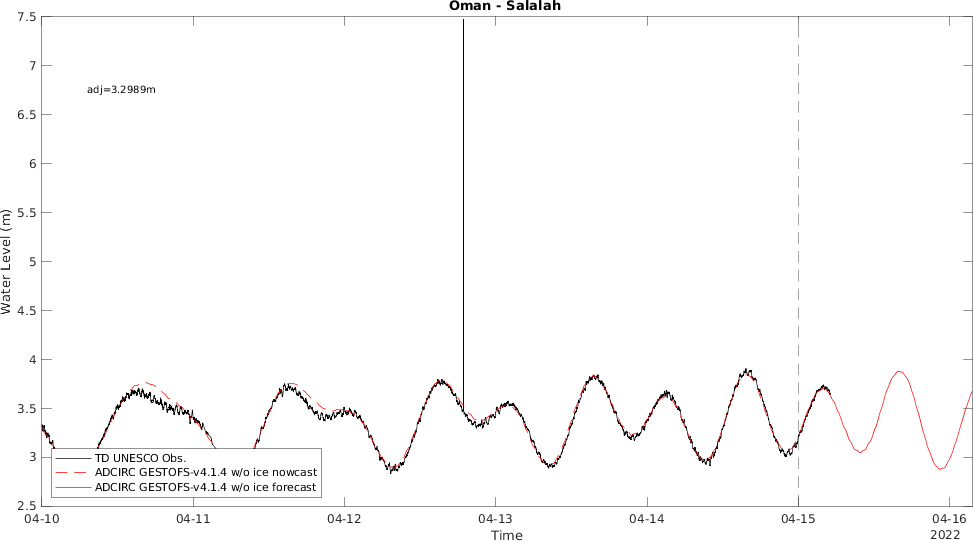 Oman - Salalah
7.5
7
6.5
6
5.5
5
4.5
4
3.5
3
2.5
Water Level (m)
adj=3.2989m
TD UNESCO Obs.
ADCIRC GESTOFS-v4.1.4 w/o ice nowcast
ADCIRC GESTOFS-v4.1.4 w/o ice forecast
04-10 04-11 04-12 04-13 04-14 04-15 04-16
Time
2022